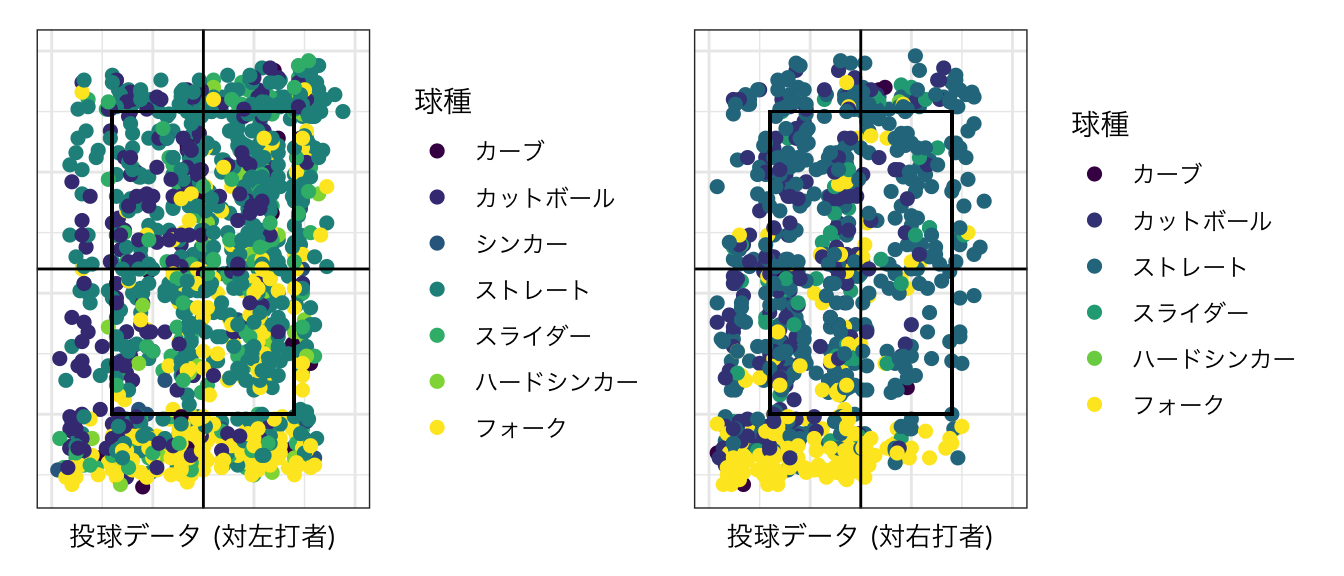 球種
カーブ
カットボール
シンカー
ストレート
スライダー
ハードシンカー
フォーク
投球データ (対左打者)
球種
カーブ
カットボール
ストレート
スライダー
ハードシンカー
フォーク
投球データ (対右打者)